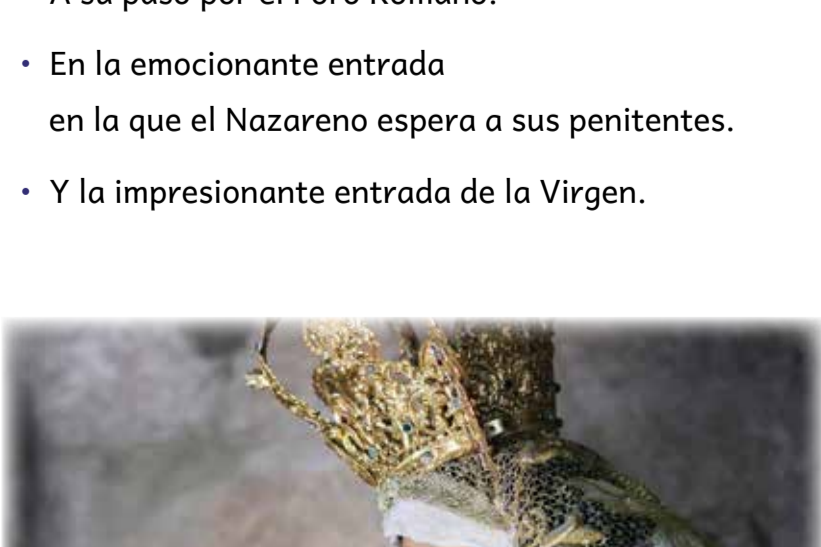 A su paso por el Foro Romano.
• En la emocionante entrada
en la que el Nazareno espera a sus penitentes.
• Y la impresionante entrada de la Virgen.